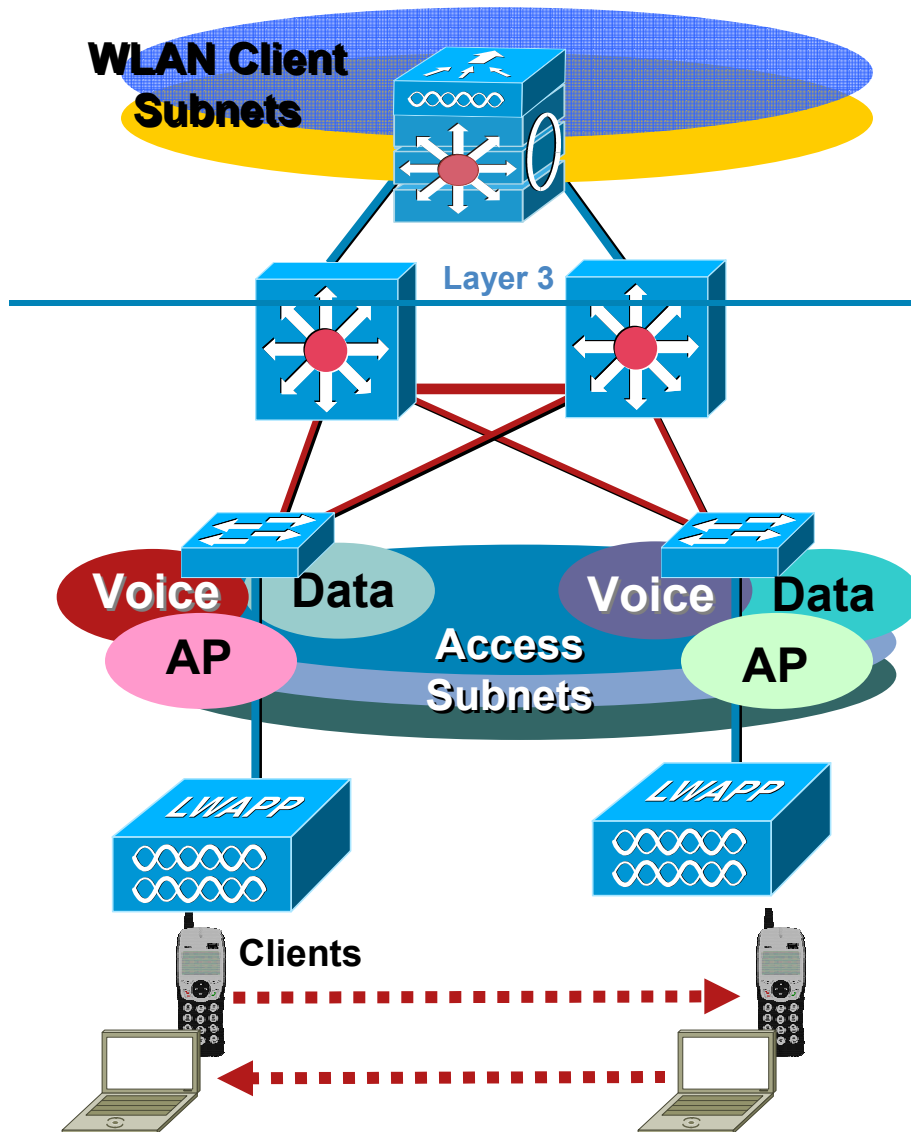 WLAN Client
Subnets
Layer 3
Voice
Data
Voice
Data
AP
Access
Subnets
AP
LWAPP
LWAPP
Clients